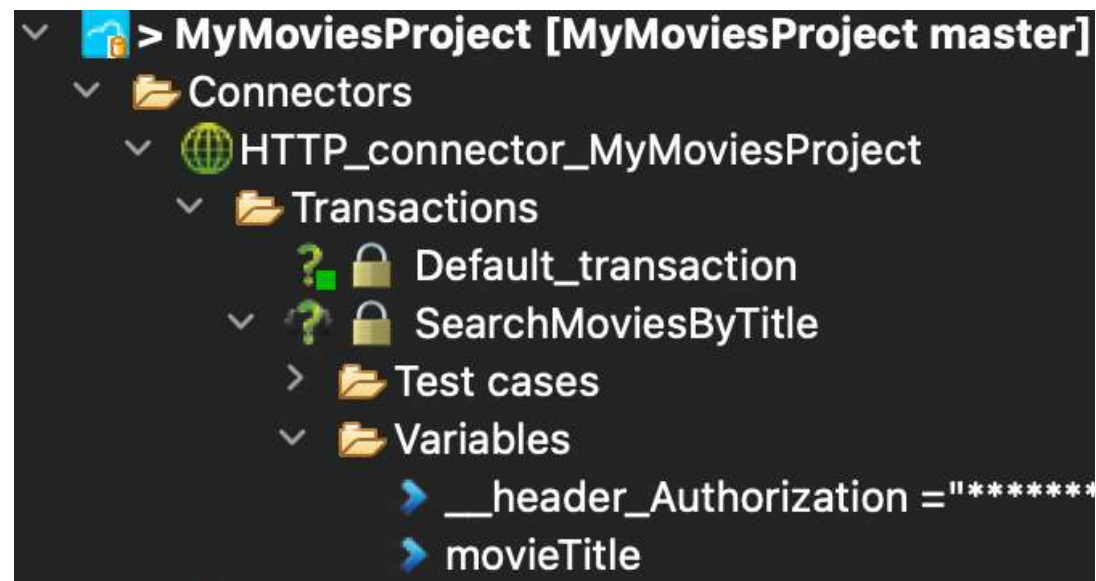 > MyMoviesProject [MyMoviesProject master]
Connectors
HTTP_connector_MyMoviesProject
Transactions
Default_transaction
SearchMoviesByTitle
Test cases
Variables
__header_Authorization ="*******
movieTitle